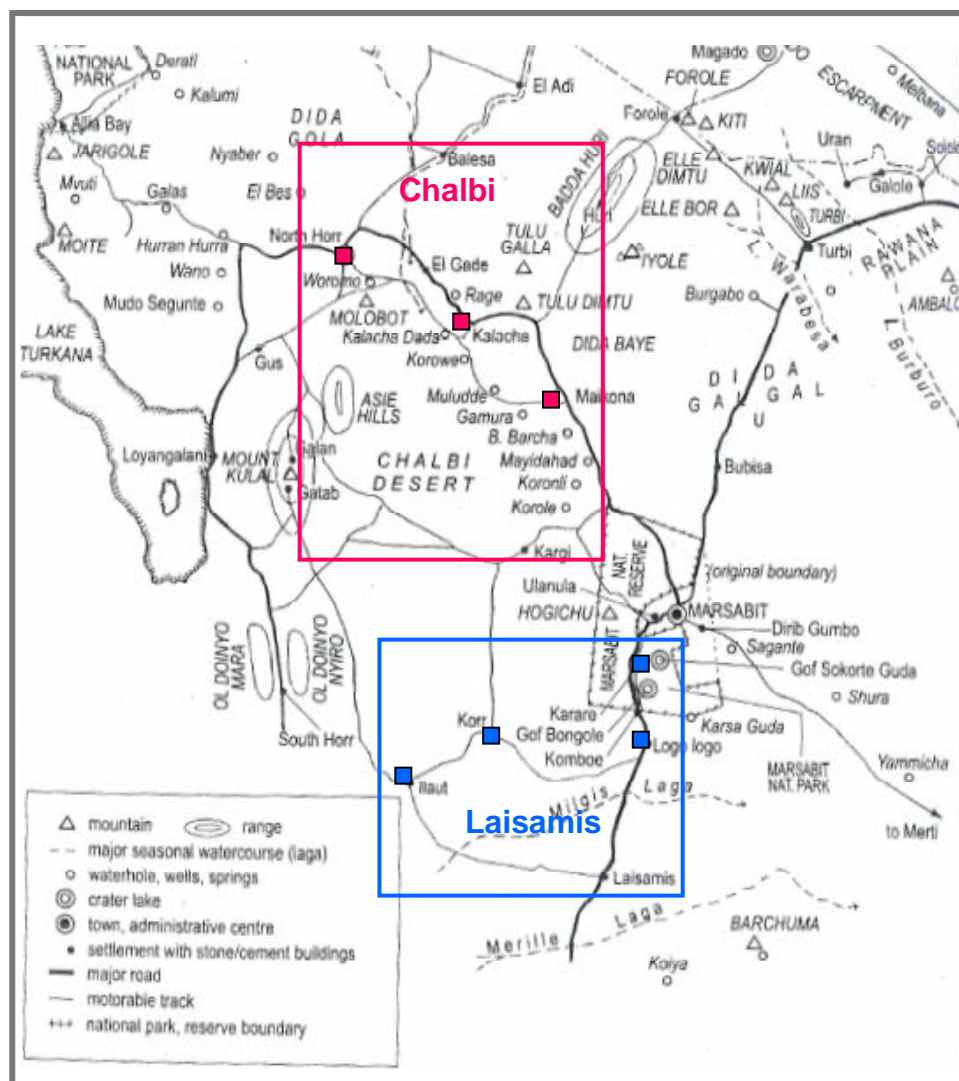 NATIONAL
PARK
Derati
Kalumi
Allia Bay
JARIGOLE
Mvuti
MOITE
Galas
Nyaber
El Bes
Hurran Hurra
Wano
Mudo Segunte
LAKE
TURKANA
DIDA
GOLA
El Adi
Balesa
Chalbi
North Horr
Woromo
MOLOBOT
El Gade
Rage
Kalacha Dada
Kalacha
Korowe
TULU
GALLA
TULU DIMTU
BADDA HURI
Huri
Magado
FOROLE
Forole
KITI
ESCARPMENT
Melbana
ELLE
DIMTU
ELLE BOR
KWIAL
LIIS
TURBI
Turbi
Uran
Galole
Solol
IYOLE
Burgabo
L. Warabesa
RAWANA
PLAIN
AMBALO
L. Burburo
DIDA BAYE
DIDA
GALGALU
Gus
ASIE
HILLS
Muludde
Gamura
Maikona
B. Barcha
Mayidahad
Koronli
Korole
CHALBI
DESERT
Loyangalani
MOUNT
KULAL
Galan
Gatab
Bubisa
Kargi
NAT.
RESERVE
MARSABIT
(original boundary)
Ulanula
HOGICHU
MARSABIT
Dirib Gumbo
Sagante
Gof Sokorte Guda
Shura
OL DOINYO
MARA
OL DOINYO
NYIRO
South Horr
Korr
Karare
Gof Bongole
Komboe
Karsa Guda
Logo logo
MARSABIT
NAT. PARK
Yammicha
to Merti
Illaut
Milgis Laga
Laisamis
Laisamis
Merille Laga
BARCHUMA
Koiya
mountain
range
major seasonal watercourse (laga)
waterhole, wells, springs
crater lake
town, administrative centre
settlement with stone/cement buildings
major road
motorable track
national park, reserve boundary